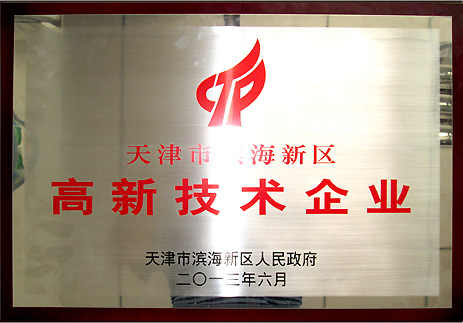 天津市滨海新区
高新技术企业
天津市滨海新区人民政府
二〇一三年六月